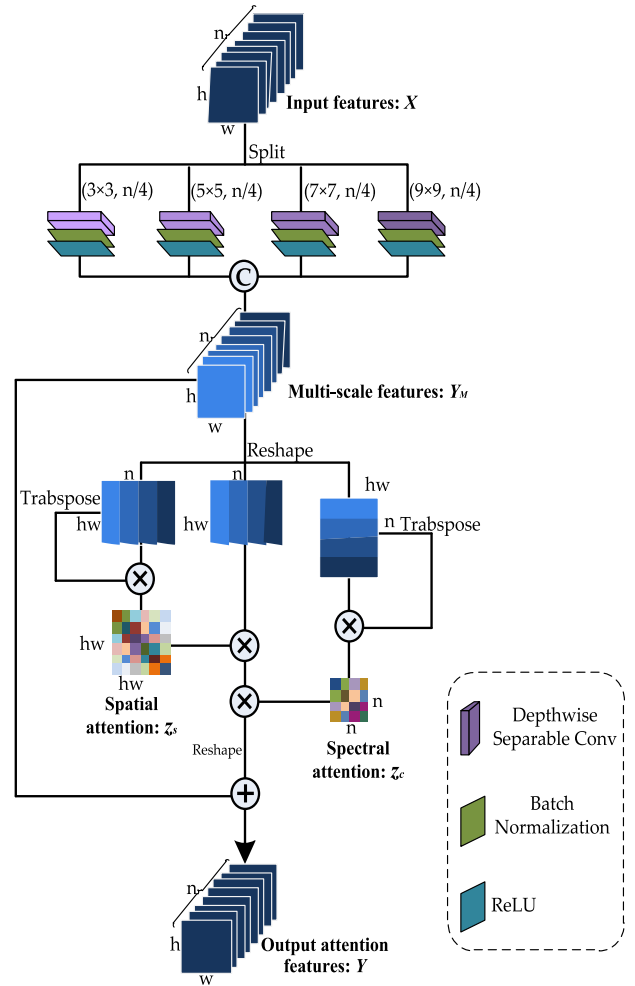 n
h
w
Input features: X
Split
(3×3, n/4)
(5×5, n/4)
(7×7, n/4)
(9×9, n/4)
C
n
h
w
Multi-scale features: YM
Reshape
n
Trabspose
hw
hw
hw
n
Trabspose
hw
hw
Spatial
attention: zs
n
n
Spectral
attention: zc
Reshape
n
h
w
Output attention
features: Y
Depthwise
Separable Conv
Batch
Normalization
ReLU